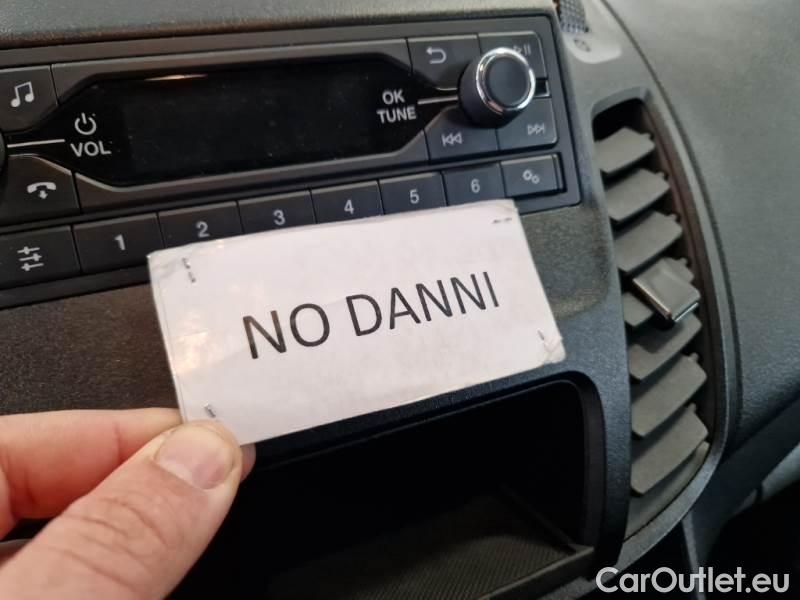 OK
TUNE
VOL
1 2 3 4 5 6
NO DANNI
CarOutlet.eu